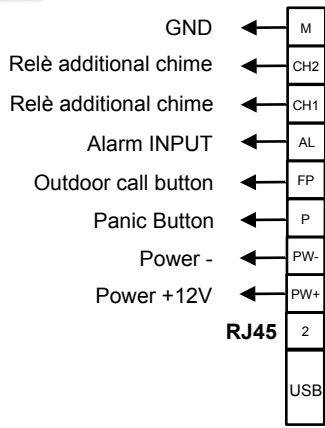 GND M
Relè additional chime CH2
Relè additional chime CH1
Alarm INPUT AL
Outdoor call button FP
Panic Button P
Power - PW-
Power +12V PW+
RJ45 2
USB